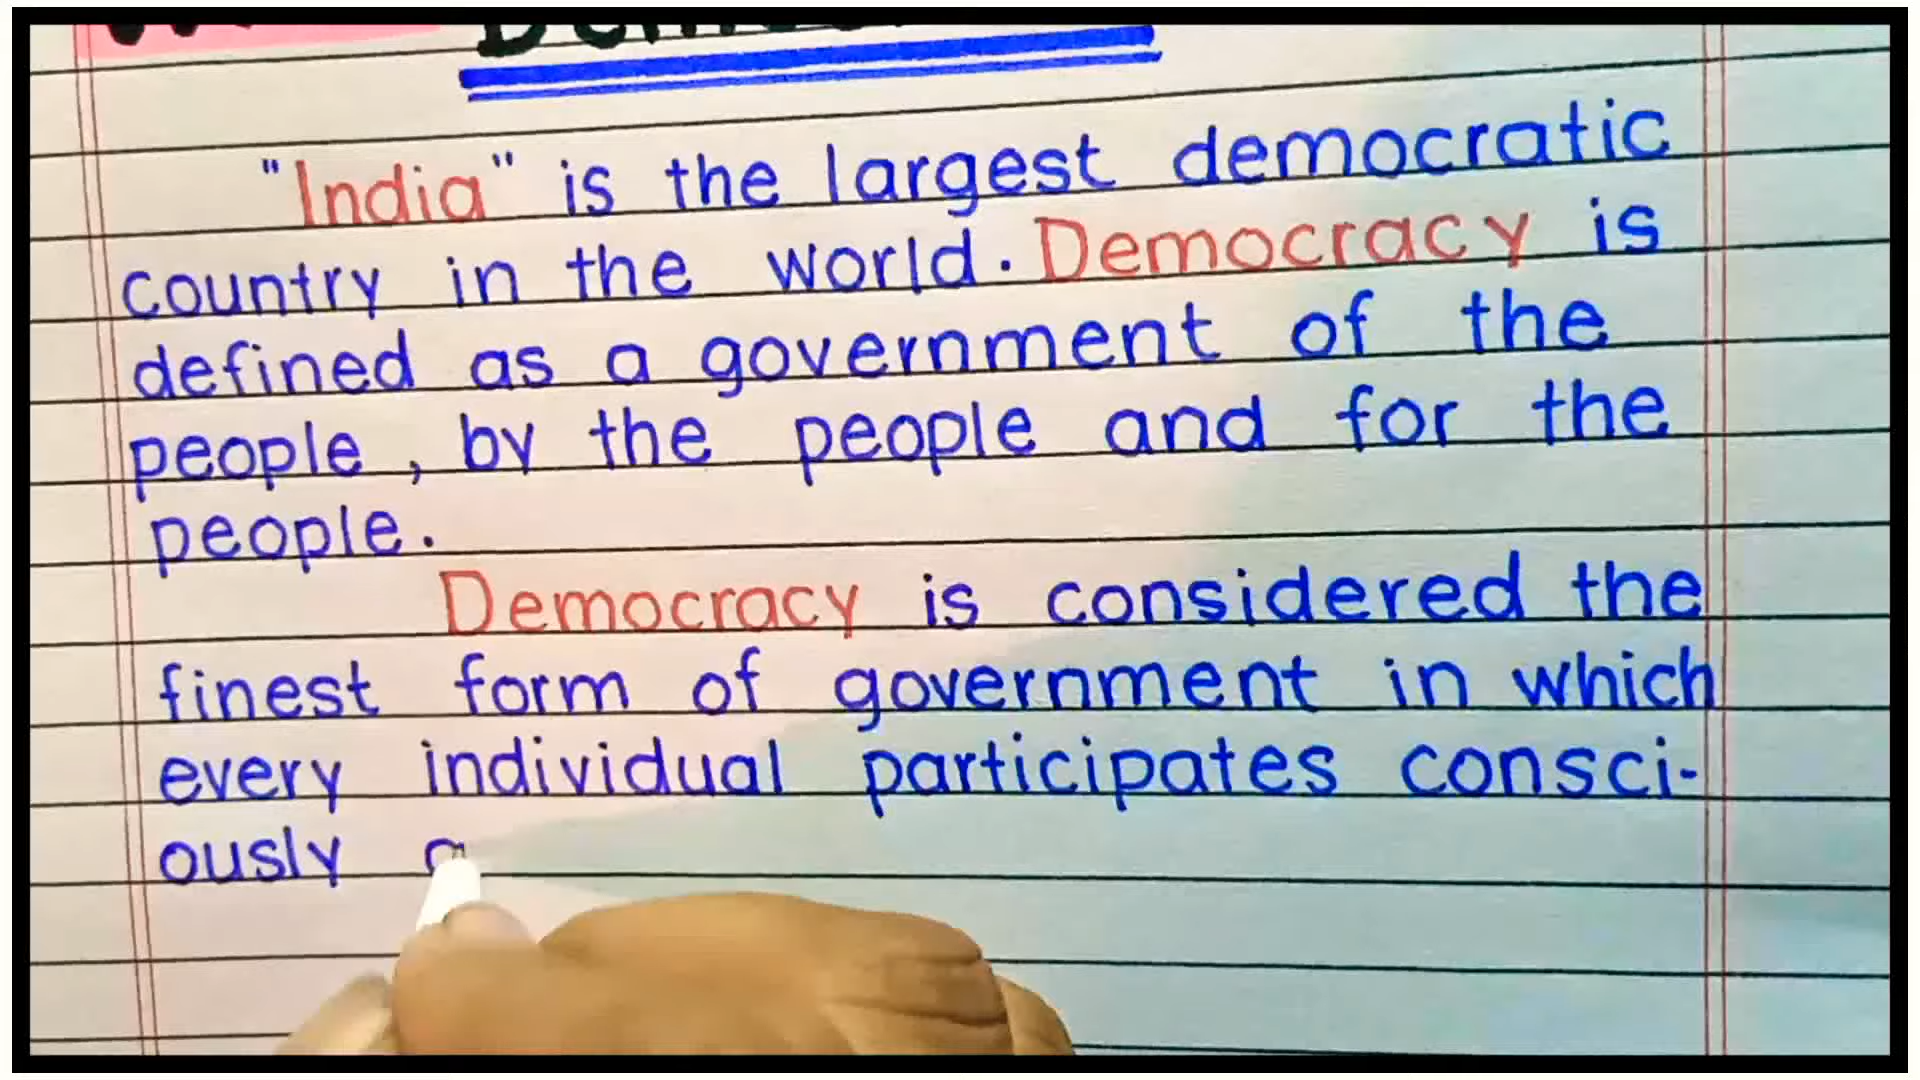 "India" is the largest democratic
country in the world. Democracy is
defined as a government of the
people, by the people and for the
people.
Democracy is considered the
finest form of government in which
every individual participates consci-
ously